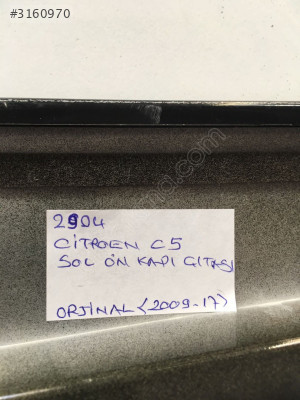 #3160970
2904
CİTROEN C5
SOL ÖN KAPI ÇITASI
ORJİNAL (2009-17)